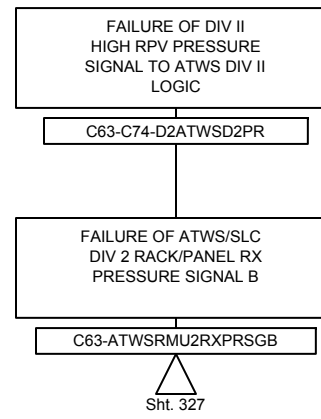 FAILURE OF DIV II
HIGH RPV PRESSURE
SIGNAL TO ATWS DIV II
LOGIC
C63-C74-D2ATWSD2PR
FAILURE OF ATWS/SLC
DIV 2 RACK/PANEL RX
PRESSURE SIGNAL B
C63-ATWSRMU2RXPRSGB
Sht. 327